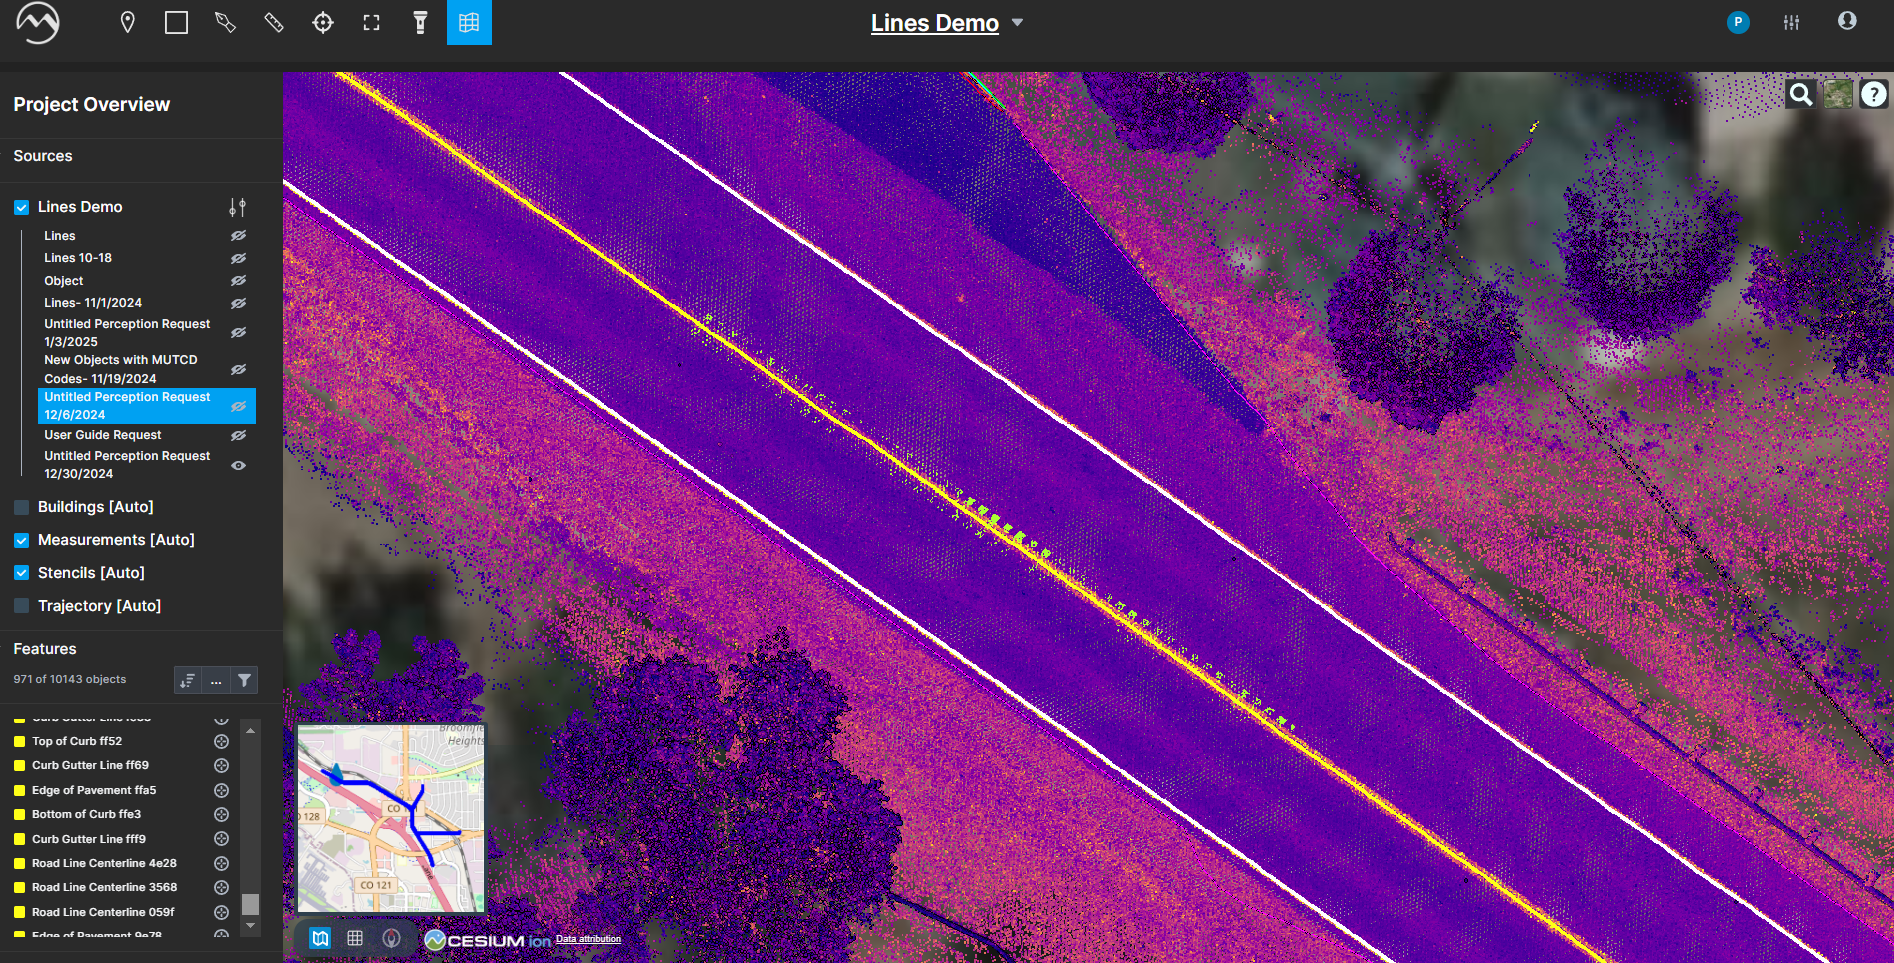 Lines Demo
P
Project Overview
Sources
Lines Demo
Lines
Lines 10-18
Object
Lines- 11/1/2024
Untitled Perception Request
1/3/2025
New Objects with MUTCD
Codes- 11/19/2024
Untitled Perception Request
12/6/2024
User Guide Request
Untitled Perception Request
12/30/2024
Buildings [Auto]
Measurements [Auto]
Stencils [Auto]
Trajectory [Auto]
Features
971 of 10143 objects
...
Curb Gutter Line
Top of Curb ff52
Curb Gutter Line ff69
Edge of Pavement ffa5
Bottom of Curb ffe3
Curb Gutter Line fff9
Road Line Centerline 4e28
Road Line Centerline 3568
Road Line Centerline 059f
Edge of Pavement 9e78
?
Heights
128
CO
CO 121
CESIUM ion
Data attribution